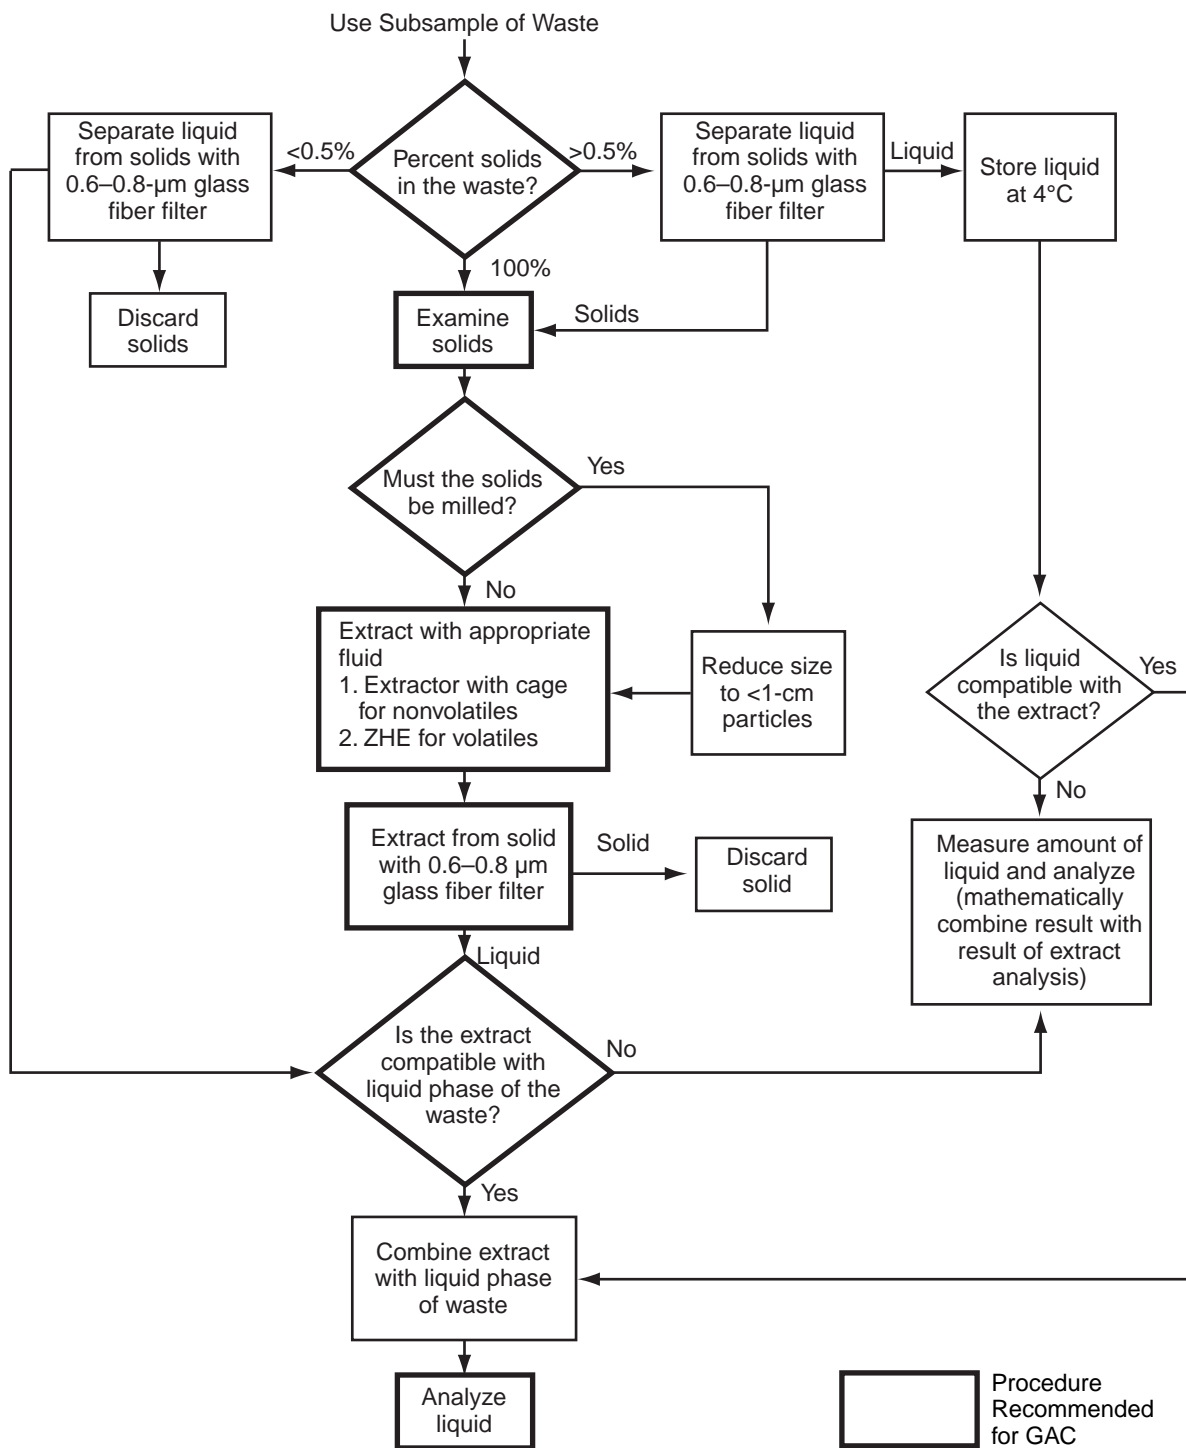 Use Subsample of Waste
Separate liquid
from solids with
0.6–0.8-µm glass
fiber filter
<0.5%
Percent solids
in the waste?
>0.5%
Separate liquid
from solids with
0.6–0.8-µm glass
fiber filter
Liquid
Store liquid
at 4°C
100%
Discard
solids
Examine
solids
Solids
Must the solids
be milled?
Yes
No
Extract with appropriate
fluid
1. Extractor with cage
for nonvolatiles
2. ZHE for volatiles
Reduce size
to <1-cm
particles
Is liquid
compatible with
the extract?
Yes
No
Extract from solid
with 0.6–0.8 µm
glass fiber filter
Solid
Discard
solid
Measure amount of
liquid and analyze
(mathematically
combine result with
result of extract
analysis)
Liquid
Is the extract
compatible with
liquid phase of the
waste?
No
Yes
Combine extract
with liquid phase
of waste
Analyze
liquid
Procedure
Recommended
for GAC